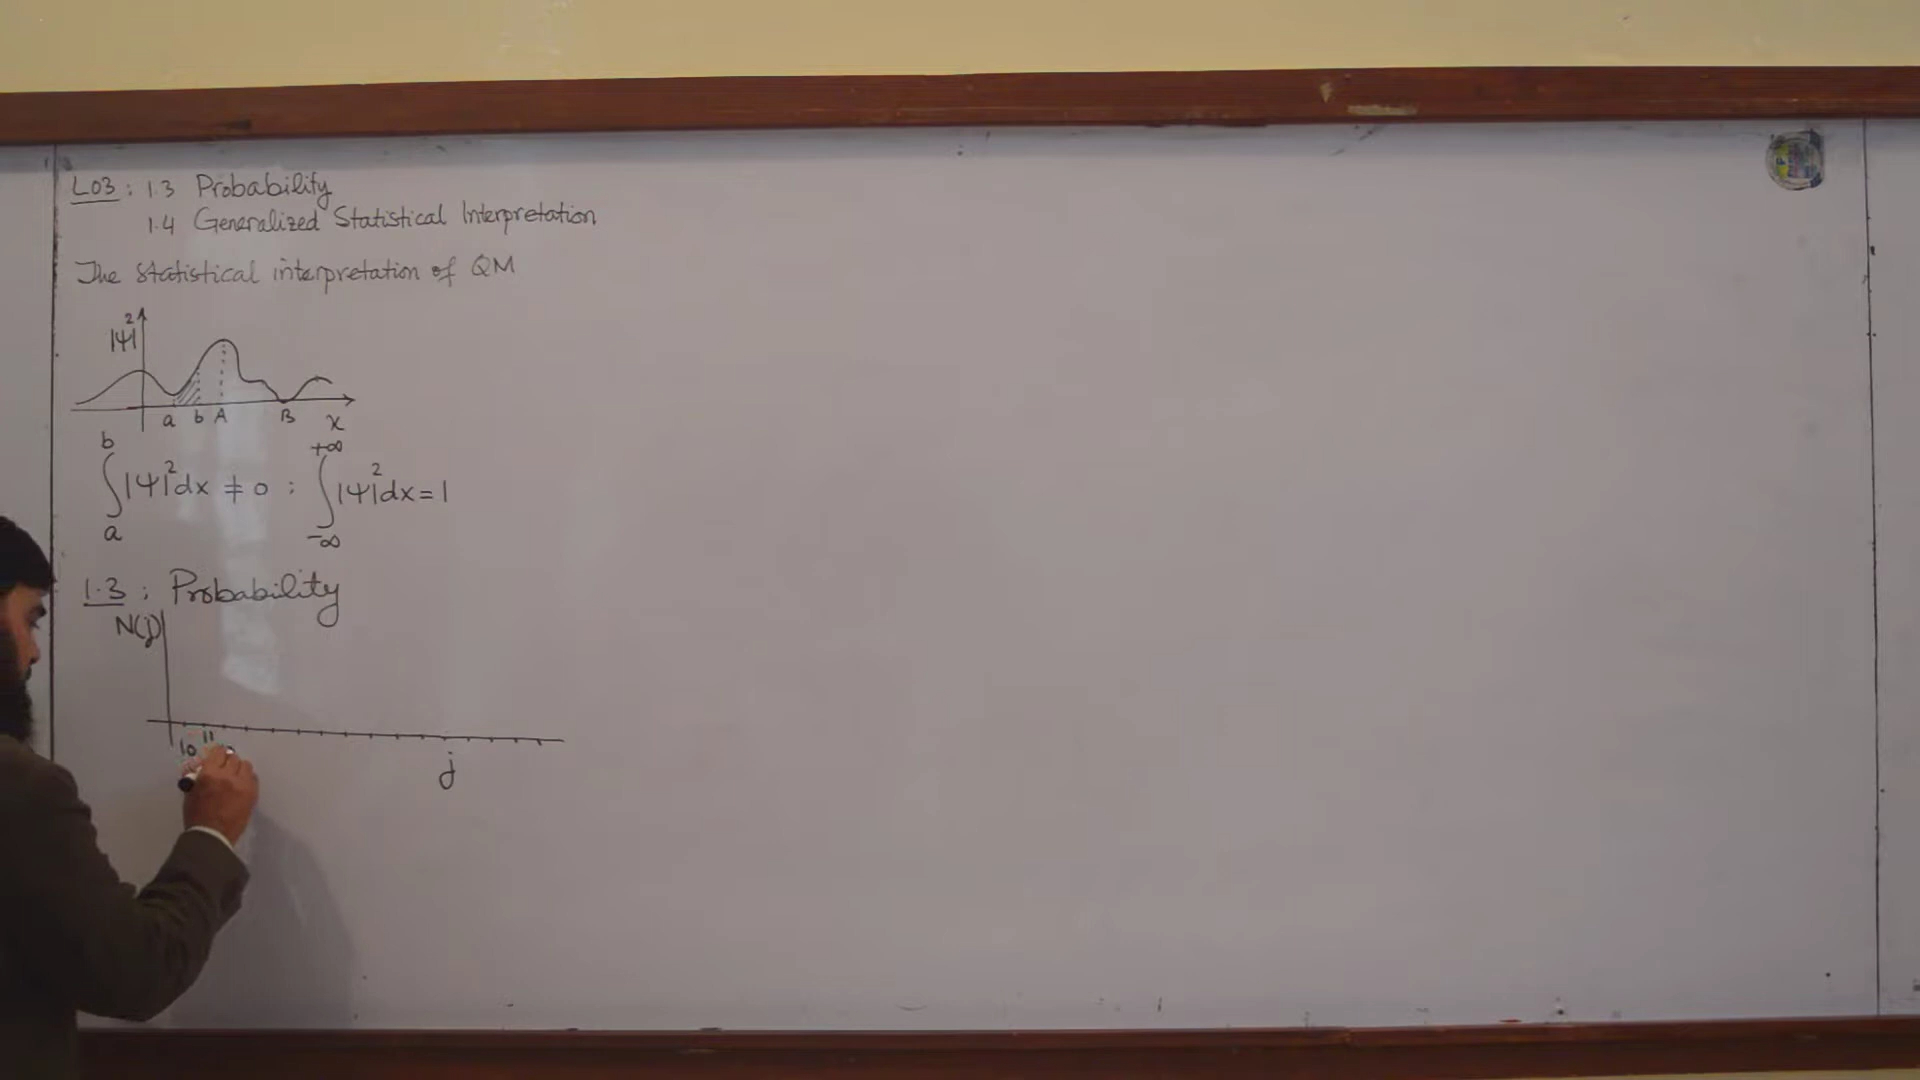 L03: 1.3 Probability
1.4 Generalized Statistical Interpretation
The Statistical interpretation of QM
|Ψ|²
a b A B x
∫ₐᵇ |Ψ|² dx ≠ 0 : ∫₋∞⁺∞ |Ψ|² dx = 1
1.3: Probability
N(j)
10 11
j